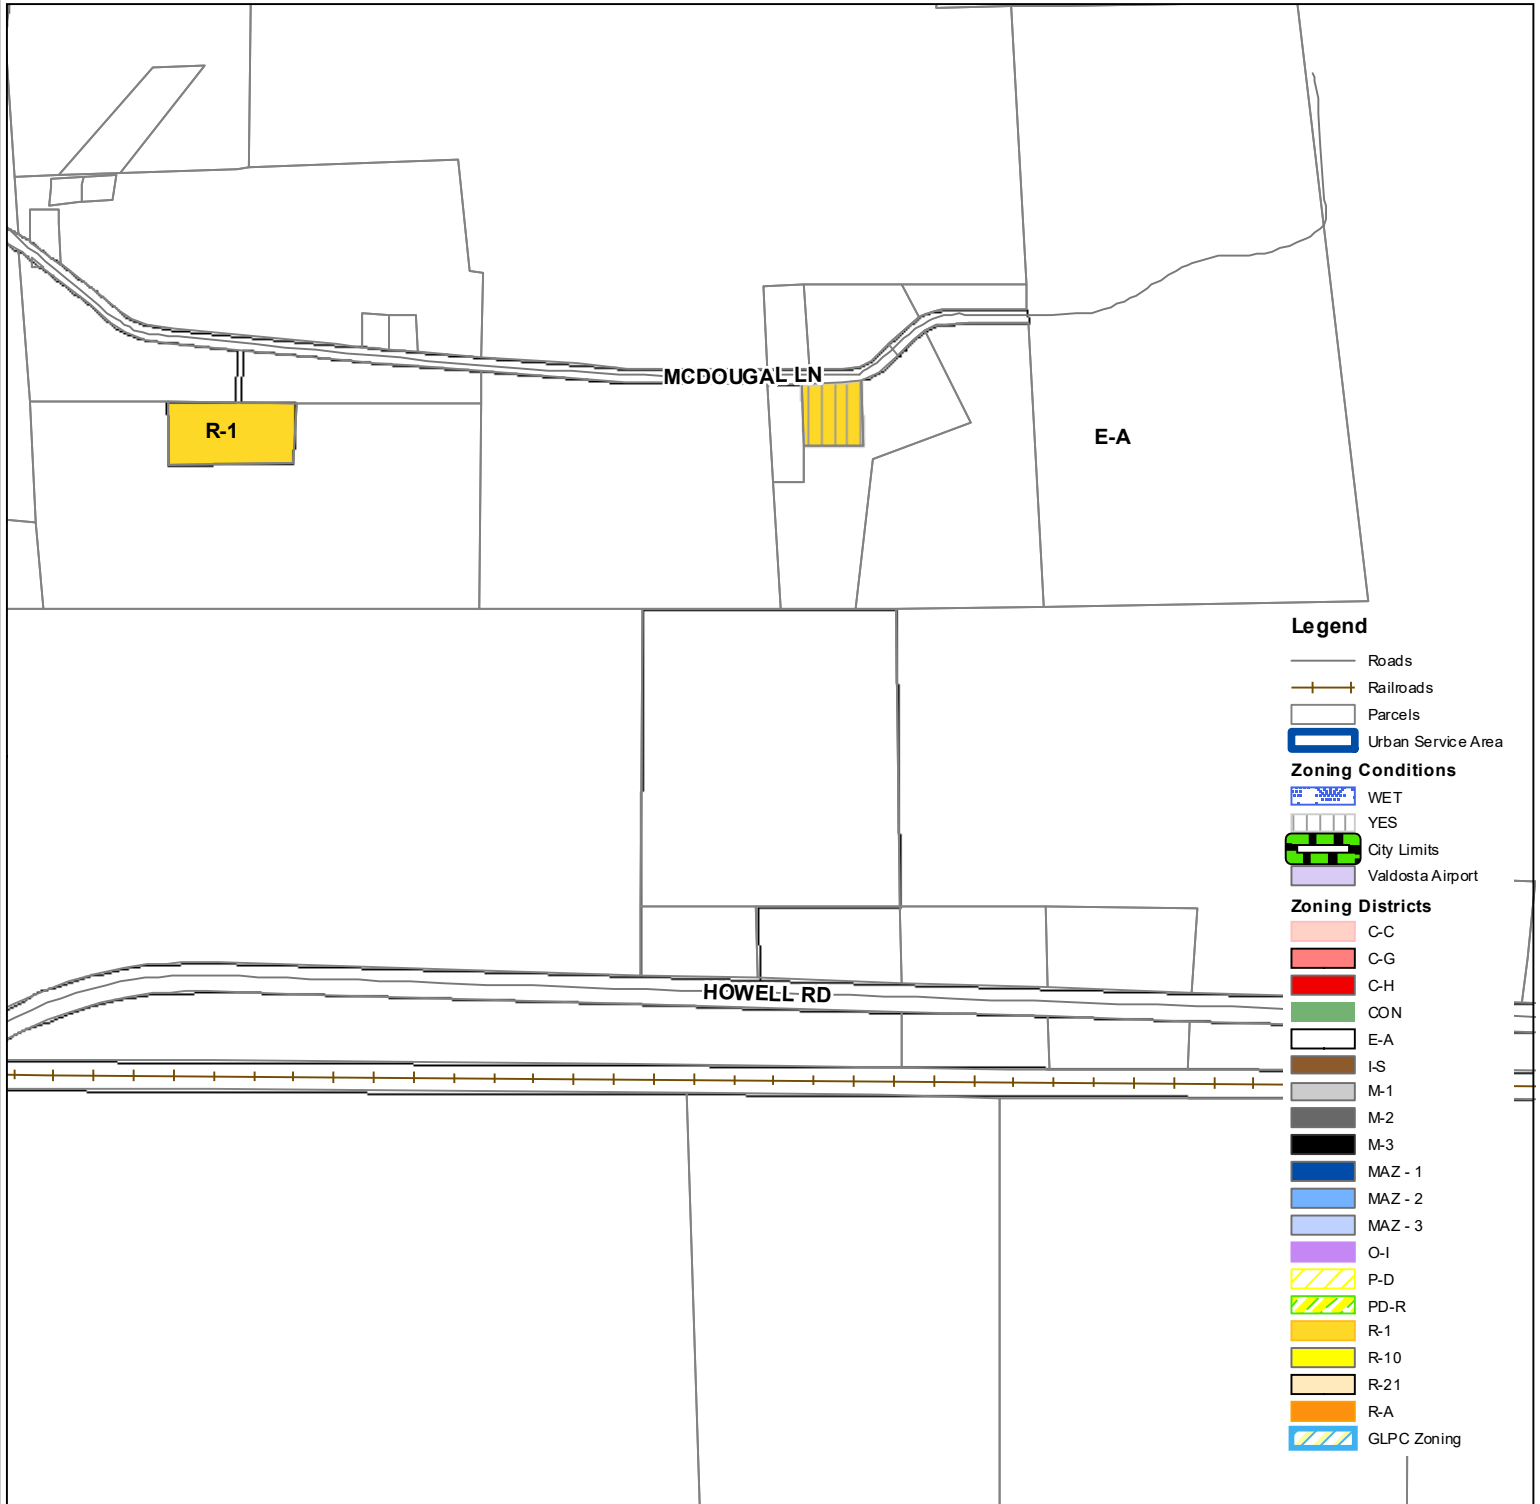 MCDOUGAL LN
R-1
E-A
HOWELL RD
Legend
Roads
Railroads
Parcels
Urban Service Area
Zoning Conditions
WET
YES
City Limits
Valdosta Airport
Zoning Districts
C-C
C-G
C-H
CON
E-A
I-S
M-1
M-2
M-3
MAZ - 1
MAZ - 2
MAZ - 3
O-I
P-D
PD-R
R-1
R-10
R-21
R-A
GLPC Zoning